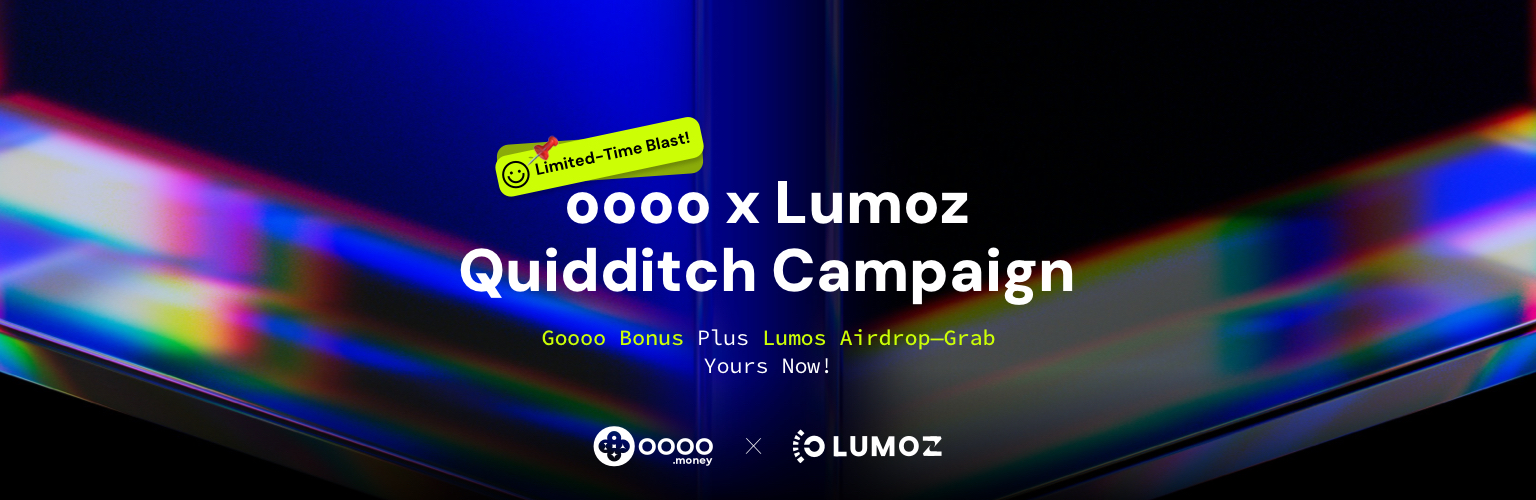 Limited-Time Blast!
oooo x Lumoz
Quidditch Campaign
Goooo Bonus Plus Lumos Airdrop—Grab
Yours Now!
oooo
.money
LUMOZ